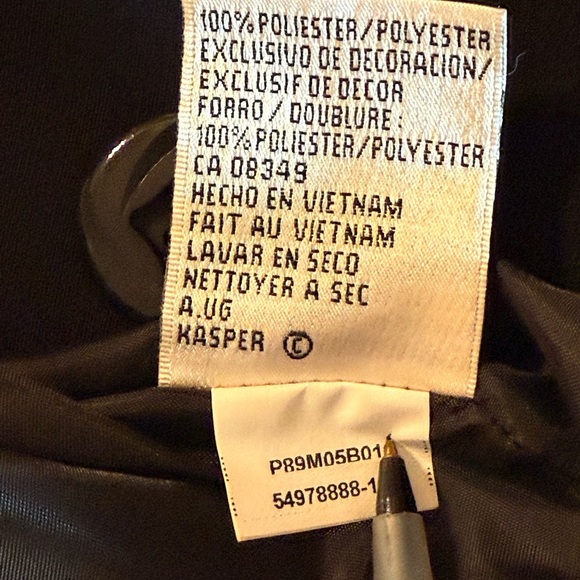 100% POLIESTER/POLYESTER
EXCLUSIVO DE DECORACION/
EXCLUSIF DE DECOR
FORRO / DOUBLURE:
100% POLIESTER/POLYESTER
CA 08349
HECHO EN VIETNAM
FAIT AU VIETNAM
LAVAR EN SECO
NETTOYER A SEC
A.UG
KASPER ©
P89M05B01
54978888-1